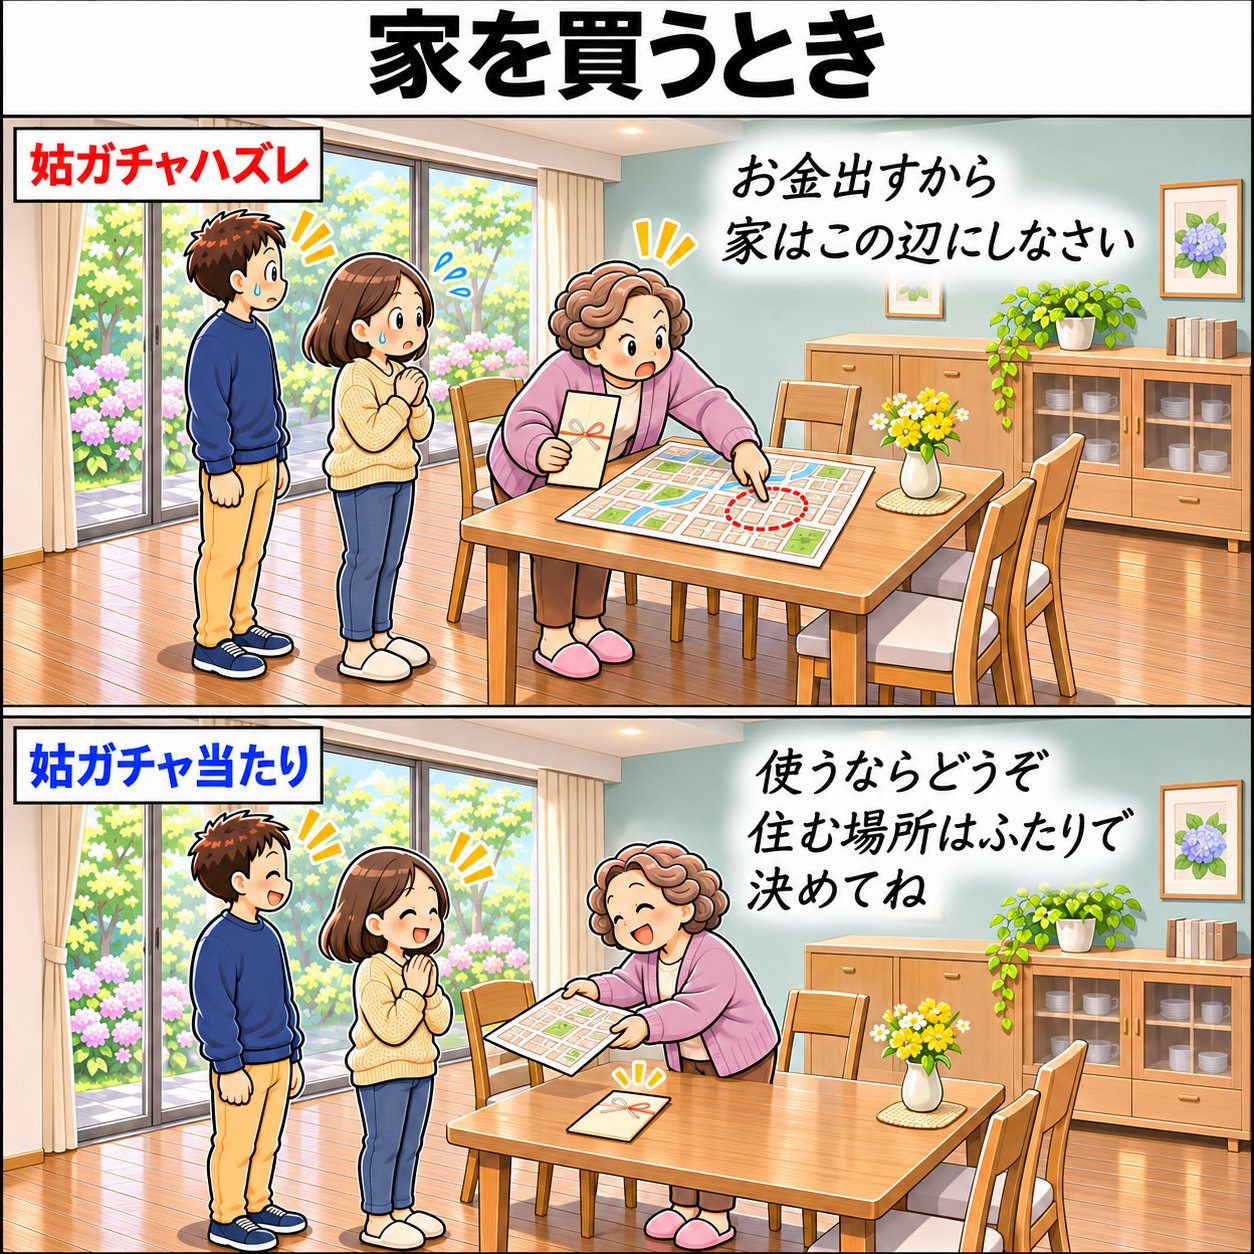 家を買うとき
姑ガチャハズレ
お金出すから
家はこの辺にしなさい
姑ガチャ当たり
使うならどうぞ
住む場所はふたりで
決めてね